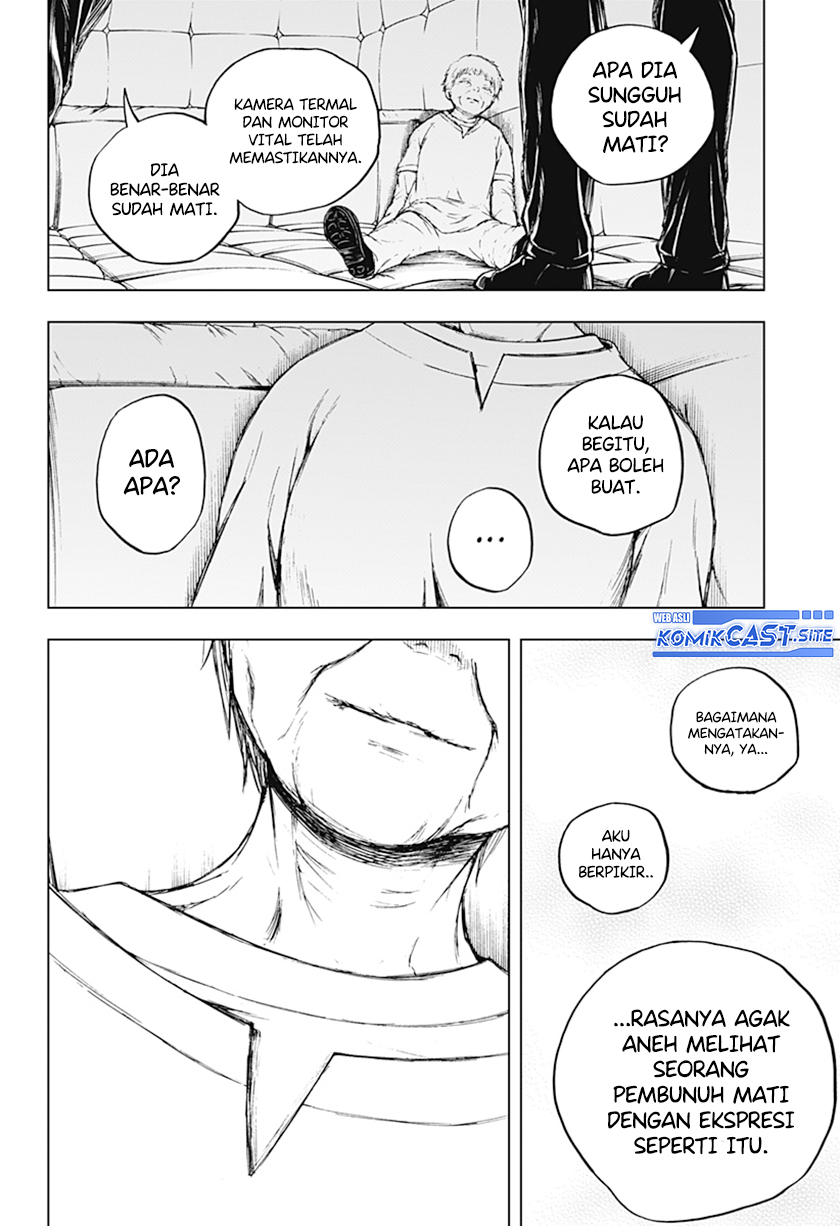 APA DIA
SUNGGUH
SUDAH
MATI?
KAMERA TERMAL
DAN MONITOR
VITAL TELAH
MEMASTIKANNYA.
DIA
BENAR-BENAR
SUDAH MATI.
KALAU
BEGITU,
APA BOLEH
BUAT.
...
ADA
APA?
WEB ASLI
KOMIKCAST.SITE
BAGAIMANA
MENGATAKAN-
NYA, YA...
AKU
HANYA
BERPIKIR..
...RASANYA AGAK
ANEH MELIHAT
SEORANG
PEMBUNUH MATI
DENGAN EKSPRESI
SEPERTI ITU.